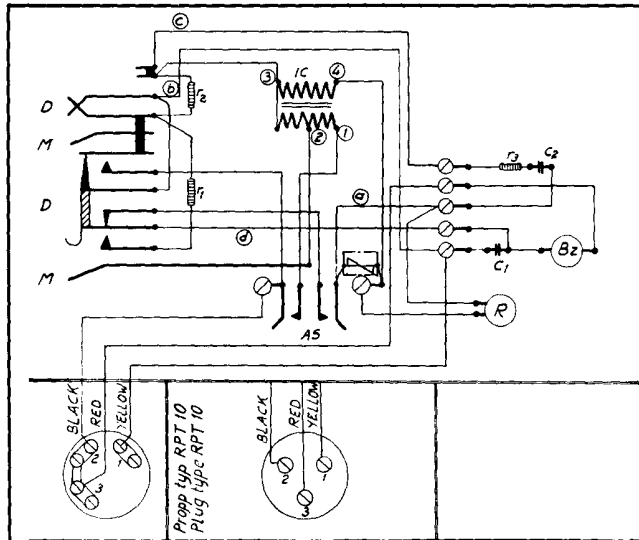 c
3
IC
4
b
r2
D
M
2
1
r3
C2
D
r1
a
d
C1
Bz
M
R
AS
BLACK
RED
YELLOW
2
1
3
Propp typ RPT 10
Plug type RPT 10
BLACK
RED
YELLOW
2
1
3